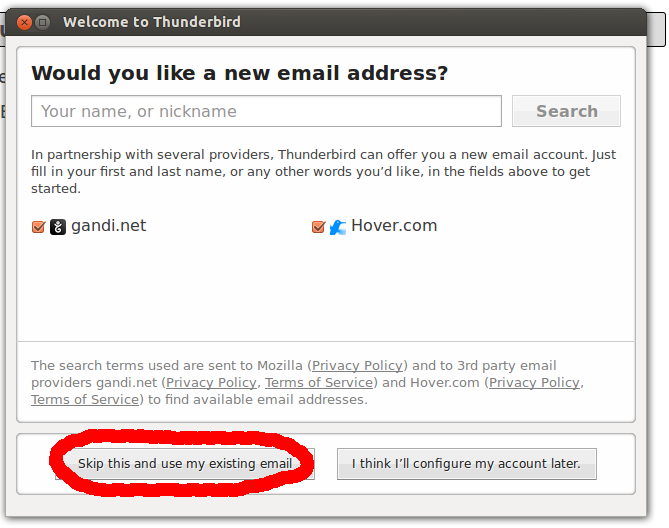 Welcome to Thunderbird
Would you like a new email address?
Your name, or nickname
Search
In partnership with several providers, Thunderbird can offer you a new email account. Just
fill in your first and last name, or any other words you'd like, in the fields above to get
started.
gandi.net
Hover.com
The search terms used are sent to Mozilla (Privacy Policy) and to 3rd party email
providers gandi.net (Privacy Policy, Terms of Service) and Hover.com (Privacy Policy,
Terms of Service) to find available email addresses.
Skip this and use my existing email
I think I'll configure my account later.